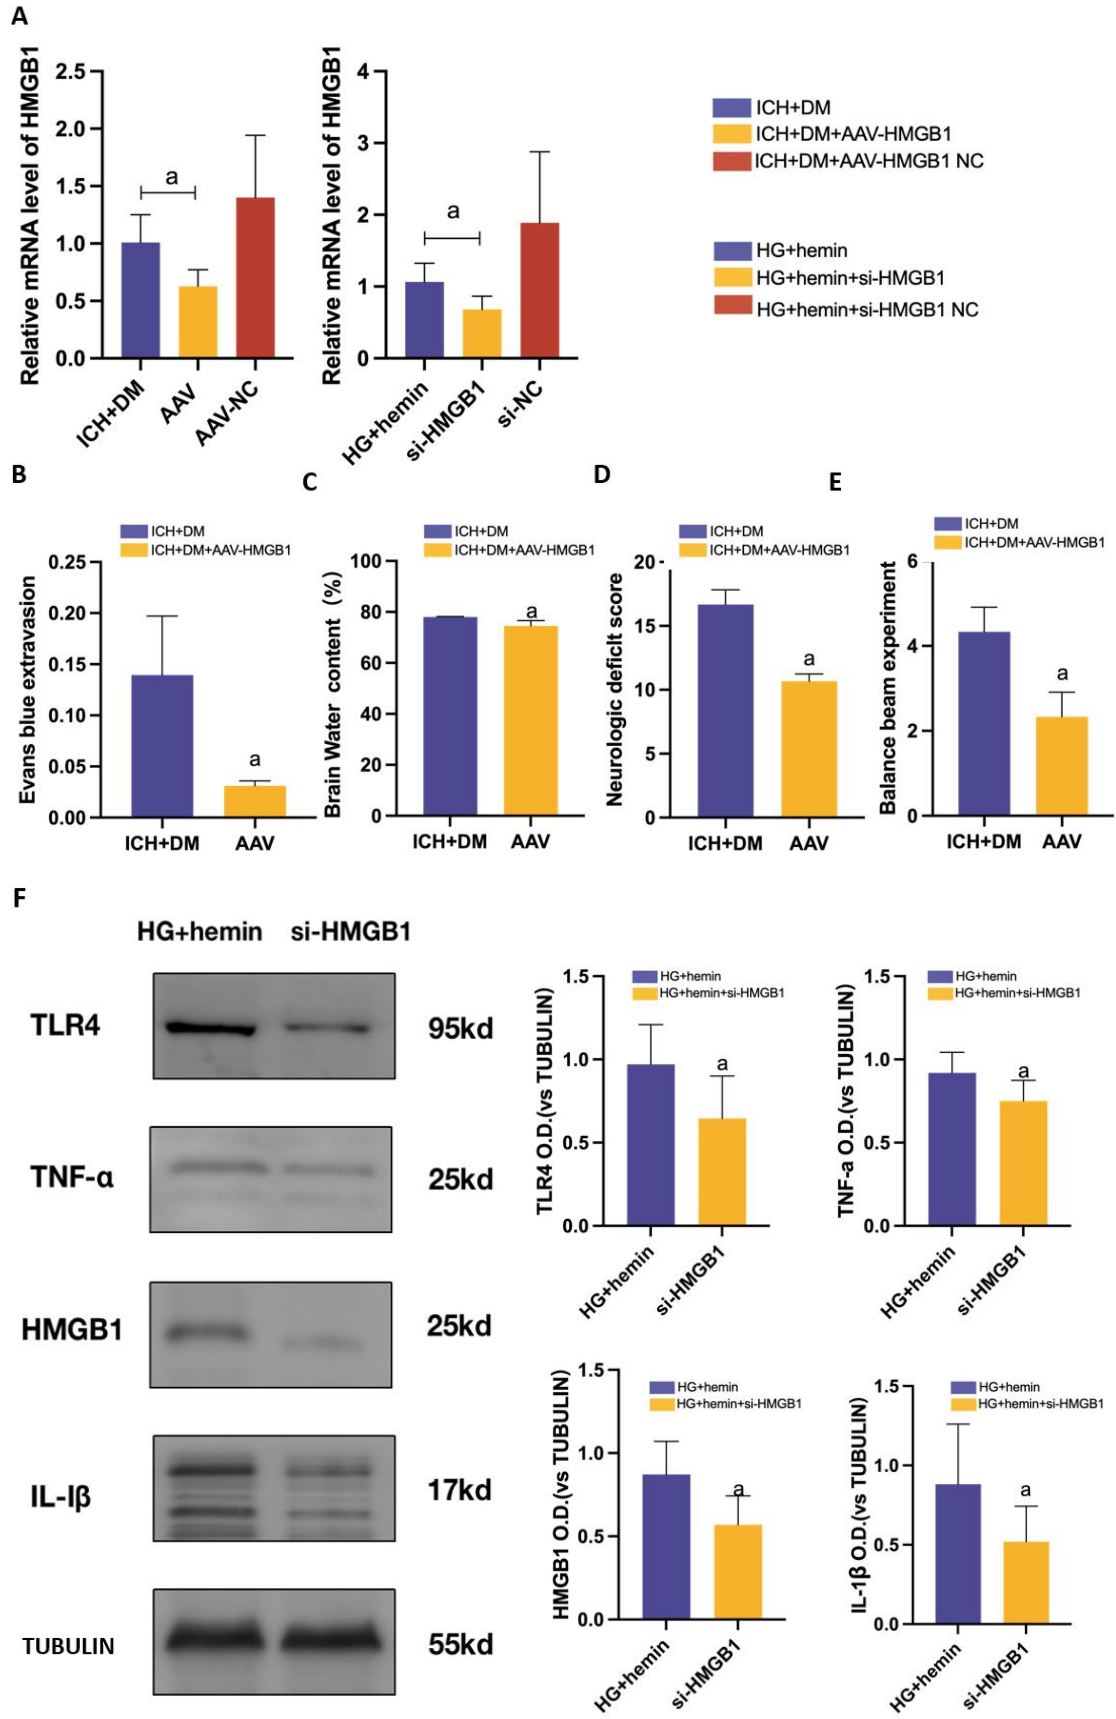 A
Relative mRNA level of HMGB1
2.5
2.0
1.5
1.0
0.5
0.0
a
ICH+DM
AAV
AAV-NC
Relative mRNA level of HMGB1
4
3
2
1
0
a
HG+hemin
si-HMGB1
si-NC
ICH+DM
ICH+DM+AAV-HMGB1
ICH+DM+AAV-HMGB1 NC
HG+hemin
HG+hemin+si-HMGB1
HG+hemin+si-HMGB1 NC
B
ICH+DM
ICH+DM+AAV-HMGB1
Evans blue extravasion
0.25
0.20
0.15
0.10
0.05
0.00
a
ICH+DM
AAV
C
ICH+DM
ICH+DM+AAV-HMGB1
Brain Water content (%)
100
80
60
40
20
0
a
ICH+DM
AAV
D
ICH+DM
ICH+DM+AAV-HMGB1
Neurologic deficit score
20
15
10
5
0
a
ICH+DM
AAV
E
ICH+DM
ICH+DM+AAV-HMGB1
Balance beam experiment
6
4
2
0
a
ICH+DM
AAV
F
HG+hemin si-HMGB1
TLR4 95kd
TNF-α 25kd
HMGB1 25kd
IL-Iβ 17kd
TUBULIN 55kd
HG+hemin
HG+hemin+si-HMGB1
TLR4 O.D.(vs TUBULIN)
1.5
1.0
0.5
0.0
a
HG+hemin
si-HMGB1
HG+hemin
HG+hemin+si-HMGB1
TNF-a O.D.(vs TUBULIN)
1.5
1.0
0.5
0.0
a
HG+hemin
si-HMGB1
HG+hemin
HG+hemin+si-HMGB1
HMGB1 O.D.(vs TUBULIN)
1.5
1.0
0.5
0.0
a
HG+hemin
si-HMGB1
HG+hemin
HG+hemin+si-HMGB1
IL-1β O.D.(vs TUBULIN)
1.5
1.0
0.5
0.0
a
HG+hemin
si-HMGB1